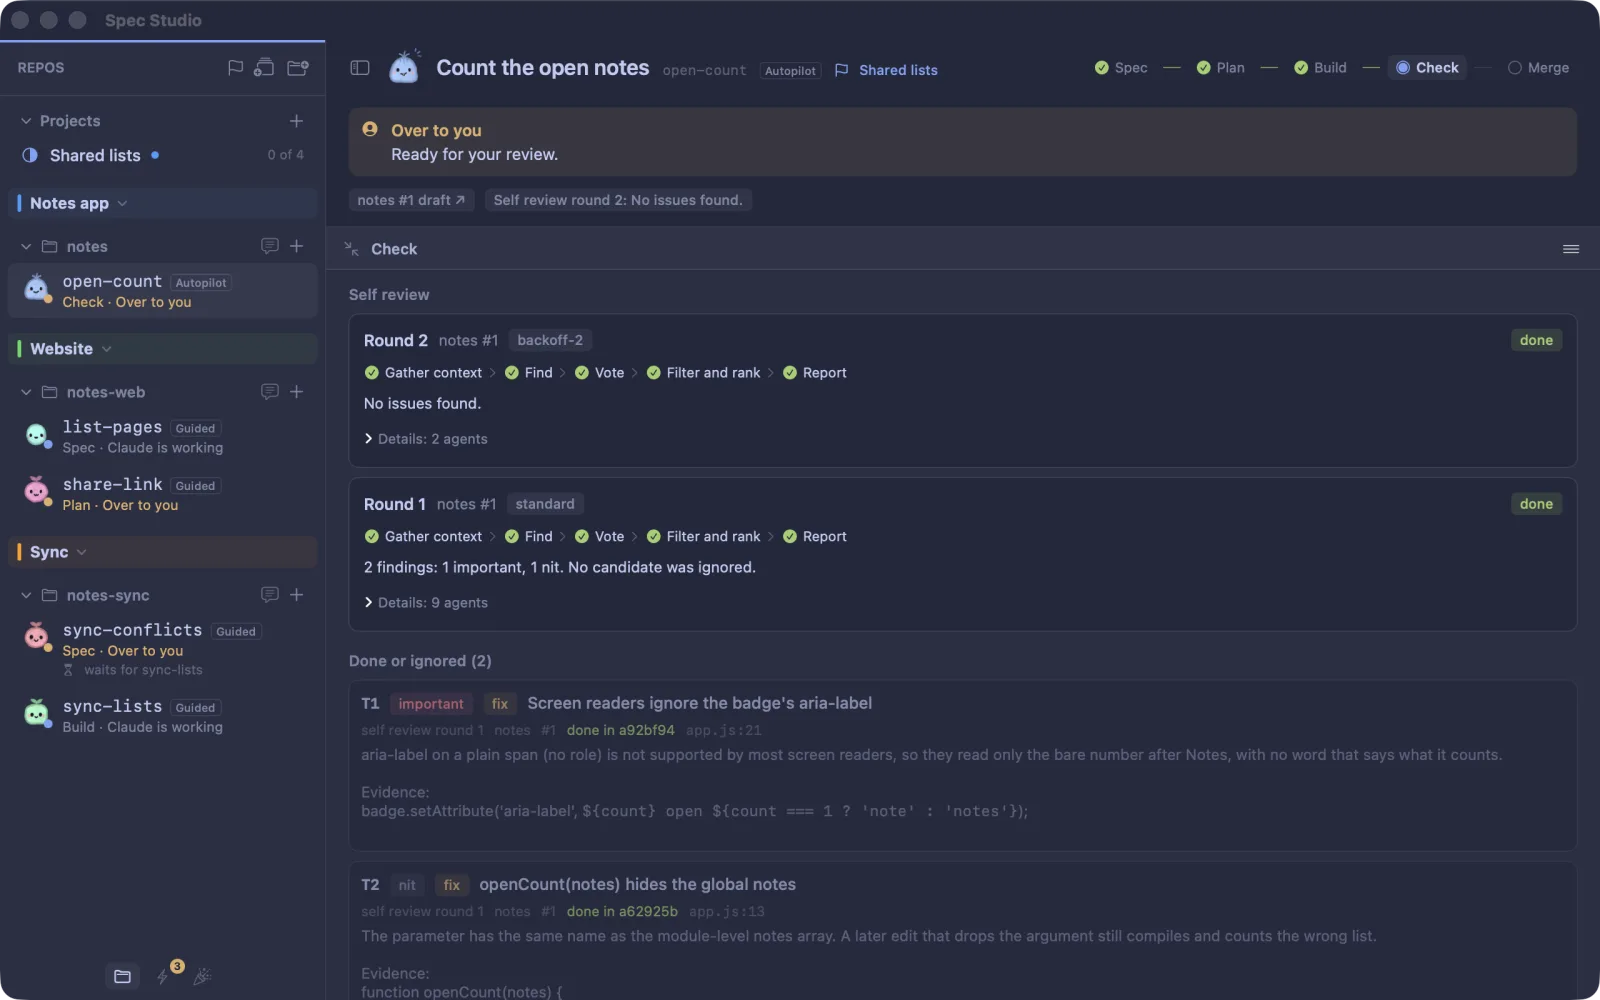 Spec Studio
REPOS
Projects
Shared lists
0 of 4
Notes app
notes
open-count Autopilot
Check · Over to you
Website
notes-web
list-pages Guided
Spec · Claude is working
share-link Guided
Plan · Over to you
Sync
notes-sync
sync-conflicts Guided
Spec · Over to you
waits for sync-lists
sync-lists Guided
Build · Claude is working
3
Count the open notes open-count Autopilot Shared lists
Spec Plan Build Check Merge
Over to you
Ready for your review.
notes #1 draft ↗ Self review round 2: No issues found.
Check
Self review
Round 2 notes #1 backoff-2 done
Gather context > Find > Vote > Filter and rank > Report
No issues found.
> Details: 2 agents
Round 1 notes #1 standard done
Gather context > Find > Vote > Filter and rank > Report
2 findings: 1 important, 1 nit. No candidate was ignored.
> Details: 9 agents
Done or ignored (2)
T1 important fix Screen readers ignore the badge's aria-label
self review round 1 notes #1 done in a92bf94 app.js:21
aria-label on a plain span (no role) is not supported by most screen readers, so they read only the bare number after Notes, with no word that says what it counts.
Evidence:
badge.setAttribute('aria-label', ${count} open ${count === 1 ? 'note' : 'notes'});
T2 nit fix openCount(notes) hides the global notes
self review round 1 notes #1 done in a62925b app.js:13
The parameter has the same name as the module-level notes array. A later edit that drops the argument still compiles and counts the wrong list.
Evidence:
function openCount(notes) {